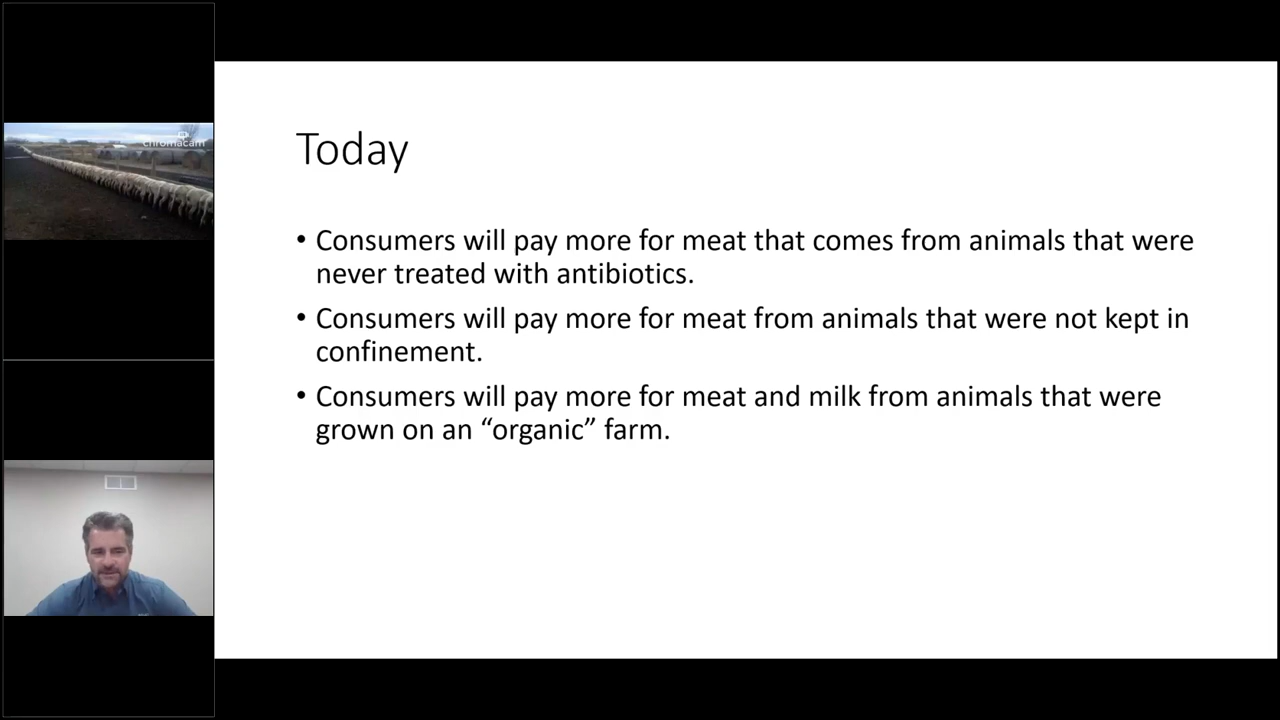 chromacam
Today
• Consumers will pay more for meat that comes from animals that were
never treated with antibiotics.
• Consumers will pay more for meat from animals that were not kept in
confinement.
• Consumers will pay more for meat and milk from animals that were
grown on an “organic” farm.